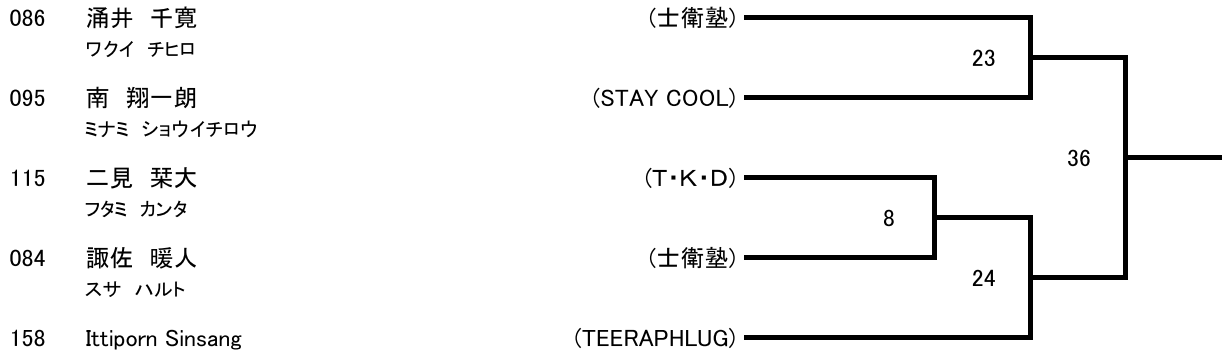 086 涌井 千寛 (士衛塾)
ワクイ チヒロ
23
095 南 翔一朗 (STAY COOL)
ミナミ ショウイチロウ
36
115 二見 栞大 (T・K・D)
フタミ カンタ
8
084 諏佐 暖人 (士衛塾)
スサ ハルト
24
158 Ittiporn Sinsang (TEERAPHLUG)